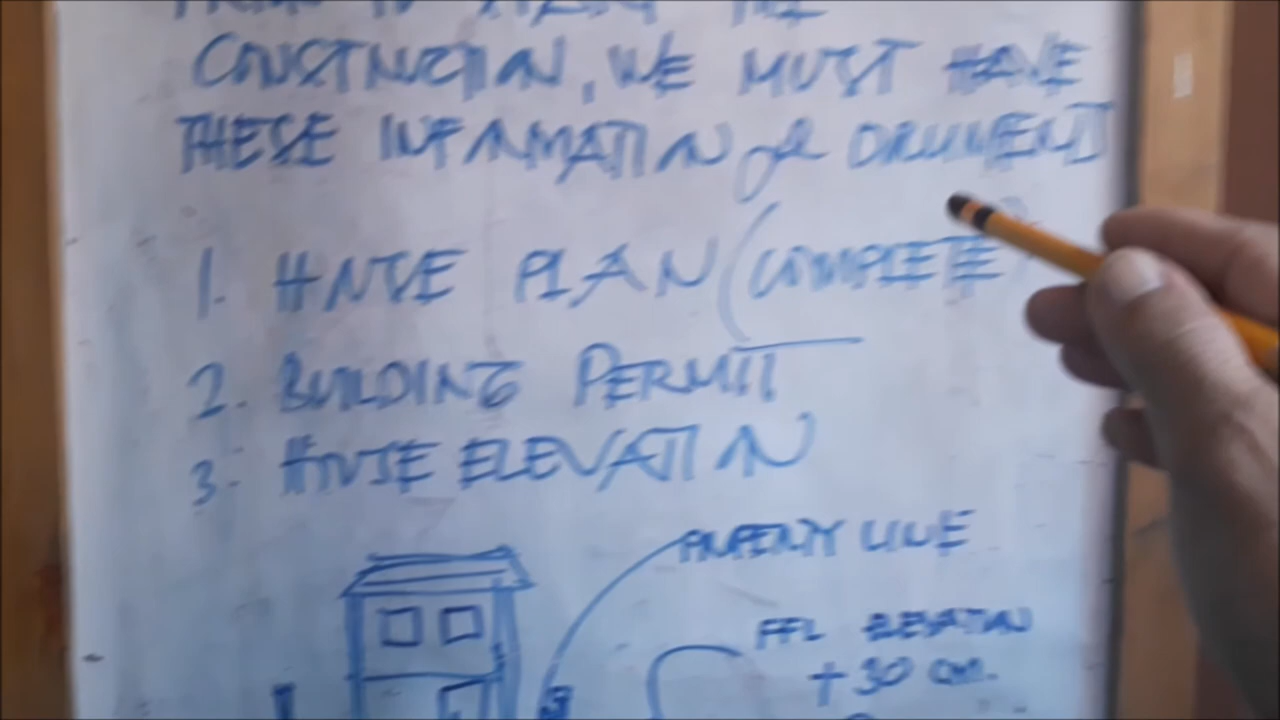 CONSTRUCTION, WE MUST HAVE
THESE INFORMATION & DOCUMENT
1. HOUSE PLAN (COMPLETE)
2. BUILDING PERMIT
3. HOUSE ELEVATION
PROPERTY LINE
FFL ELEVATION
+30 cm.